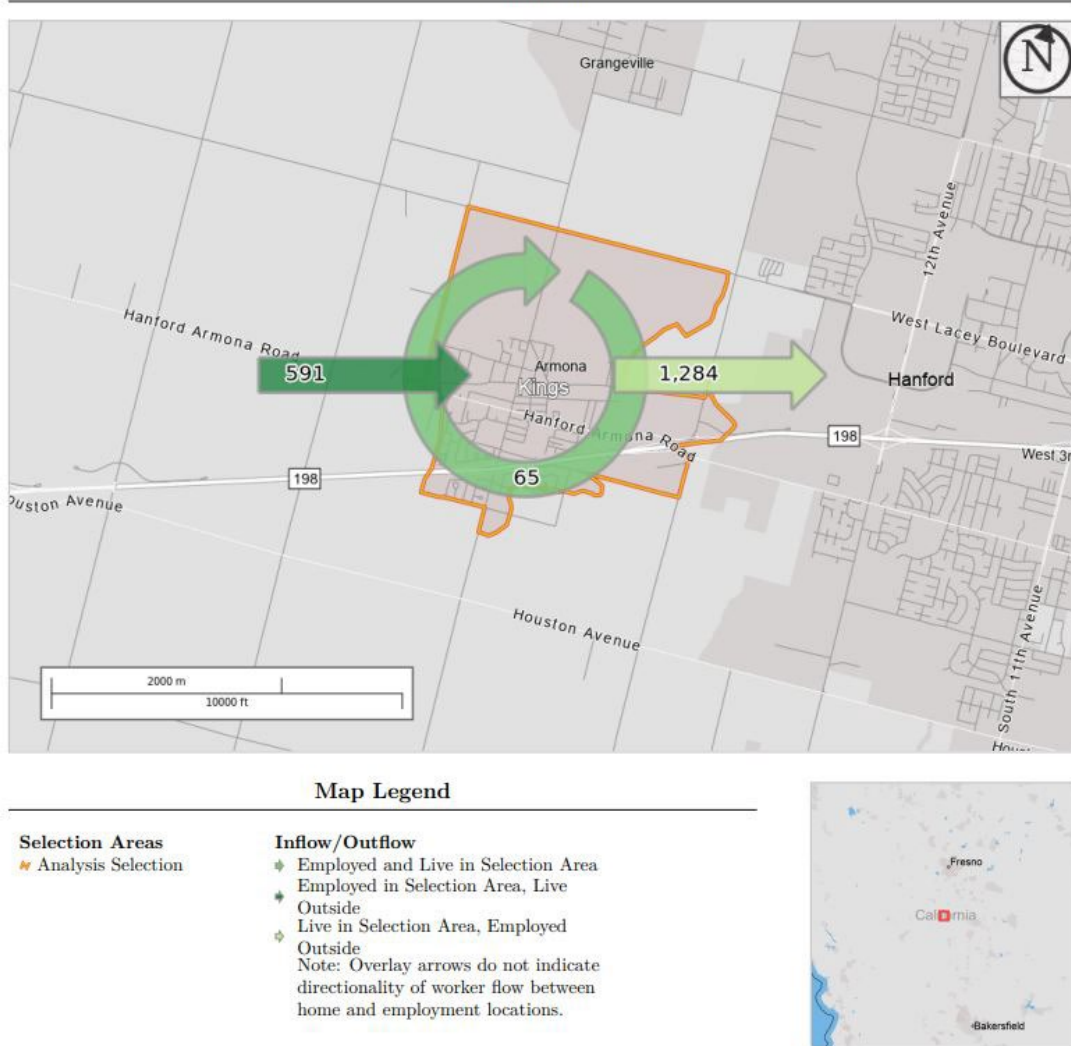 N
Grangeville
12th Avenue
Hanford Armona Road
West Lacey Boulevard
591
Armona
1,284
Hanford
Kings
Hanford Armona Road
198
West 3r
65
198
ouston Avenue
Houston Avenue
South 11th Avenue
2000 m
10000 ft
Hou
Map Legend
Selection Areas
Analysis Selection
Inflow/Outflow
Employed and Live in Selection Area
Employed in Selection Area, Live
Outside
Live in Selection Area, Employed
Outside
Note: Overlay arrows do not indicate
directionality of worker flow between
home and employment locations.
Fresno
California
Bakersfield